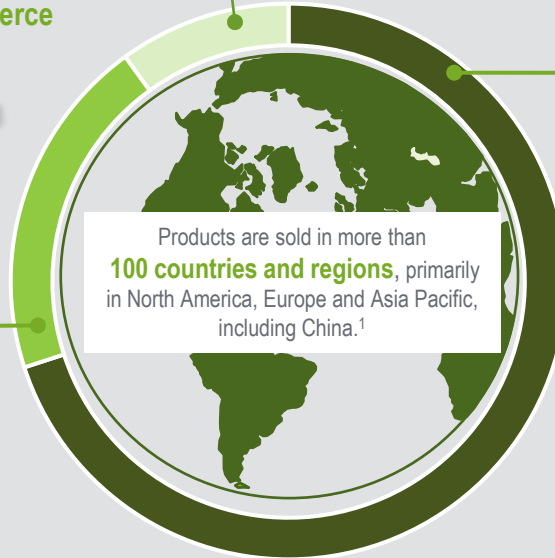 erce
Products are sold in more than
100 countries and regions, primarily
in North America, Europe and Asia Pacific,
including China.1